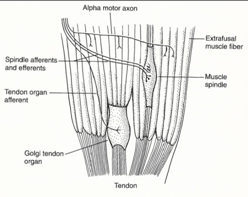 Alpha motor axon
Extrafusal
muscle fiber
Spindle afferents
and efferents
Muscle
spindle
Tendon organ
afferent
Golgi tendon
organ
Tendon